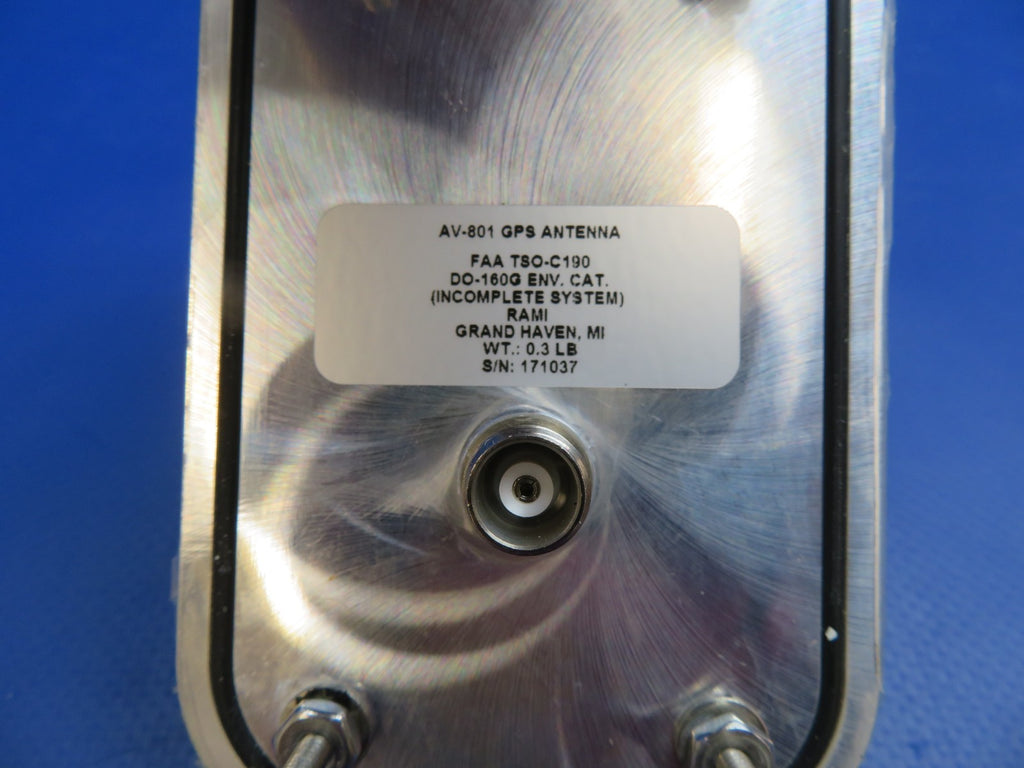 AV-801 GPS ANTENNA
FAA TSO-C190
DO-160G ENV. CAT.
(INCOMPLETE SYSTEM)
RAMI
GRAND HAVEN, MI
WT.: 0.3 LB
S/N: 171037